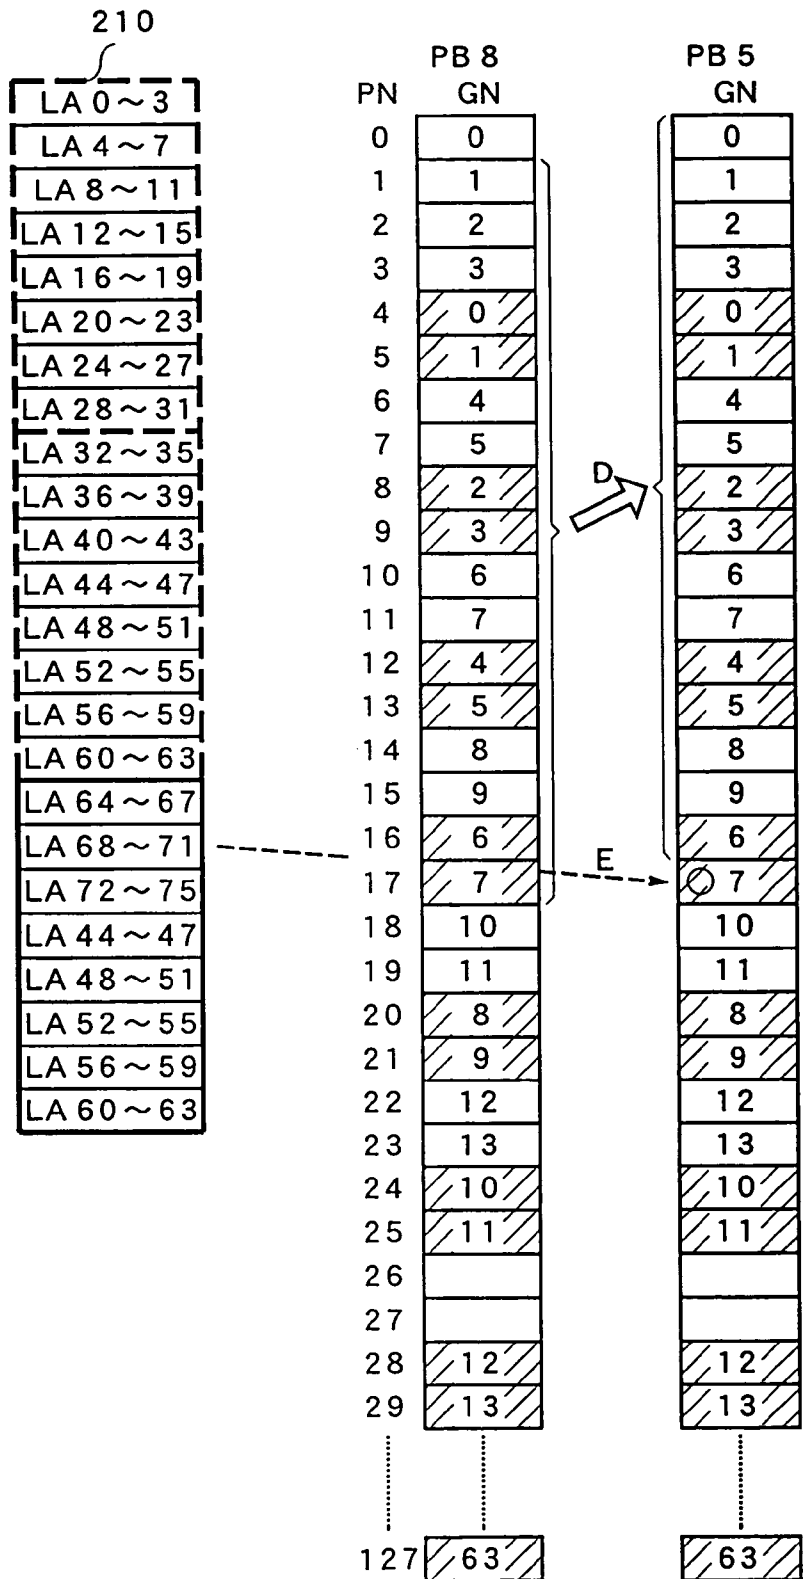 210
LA 0～3
LA 4～7
LA 8～11
LA 12～15
LA 16～19
LA 20～23
LA 24～27
LA 28～31
LA 32～35
LA 36～39
LA 40～43
LA 44～47
LA 48～51
LA 52～55
LA 56～59
LA 60～63
LA 64～67
LA 68～71
LA 72～75
LA 44～47
LA 48～51
LA 52～55
LA 56～59
LA 60～63
PB 8 PB 5
PN GN GN
0 0 0
1 1 1
2 2 2
3 3 3
4 0 0
5 1 1
6 4 4
7 5 5
8 2 D 2
9 3 3
10 6 6
11 7 7
12 4 4
13 5 5
14 8 8
15 9 9
16 6 6
17 7 E 7
18 10 10
19 11 11
20 8 8
21 9 9
22 12 12
23 13 13
24 10 10
25 11 11
26
27
28 12 12
29 13 13
127 63 63